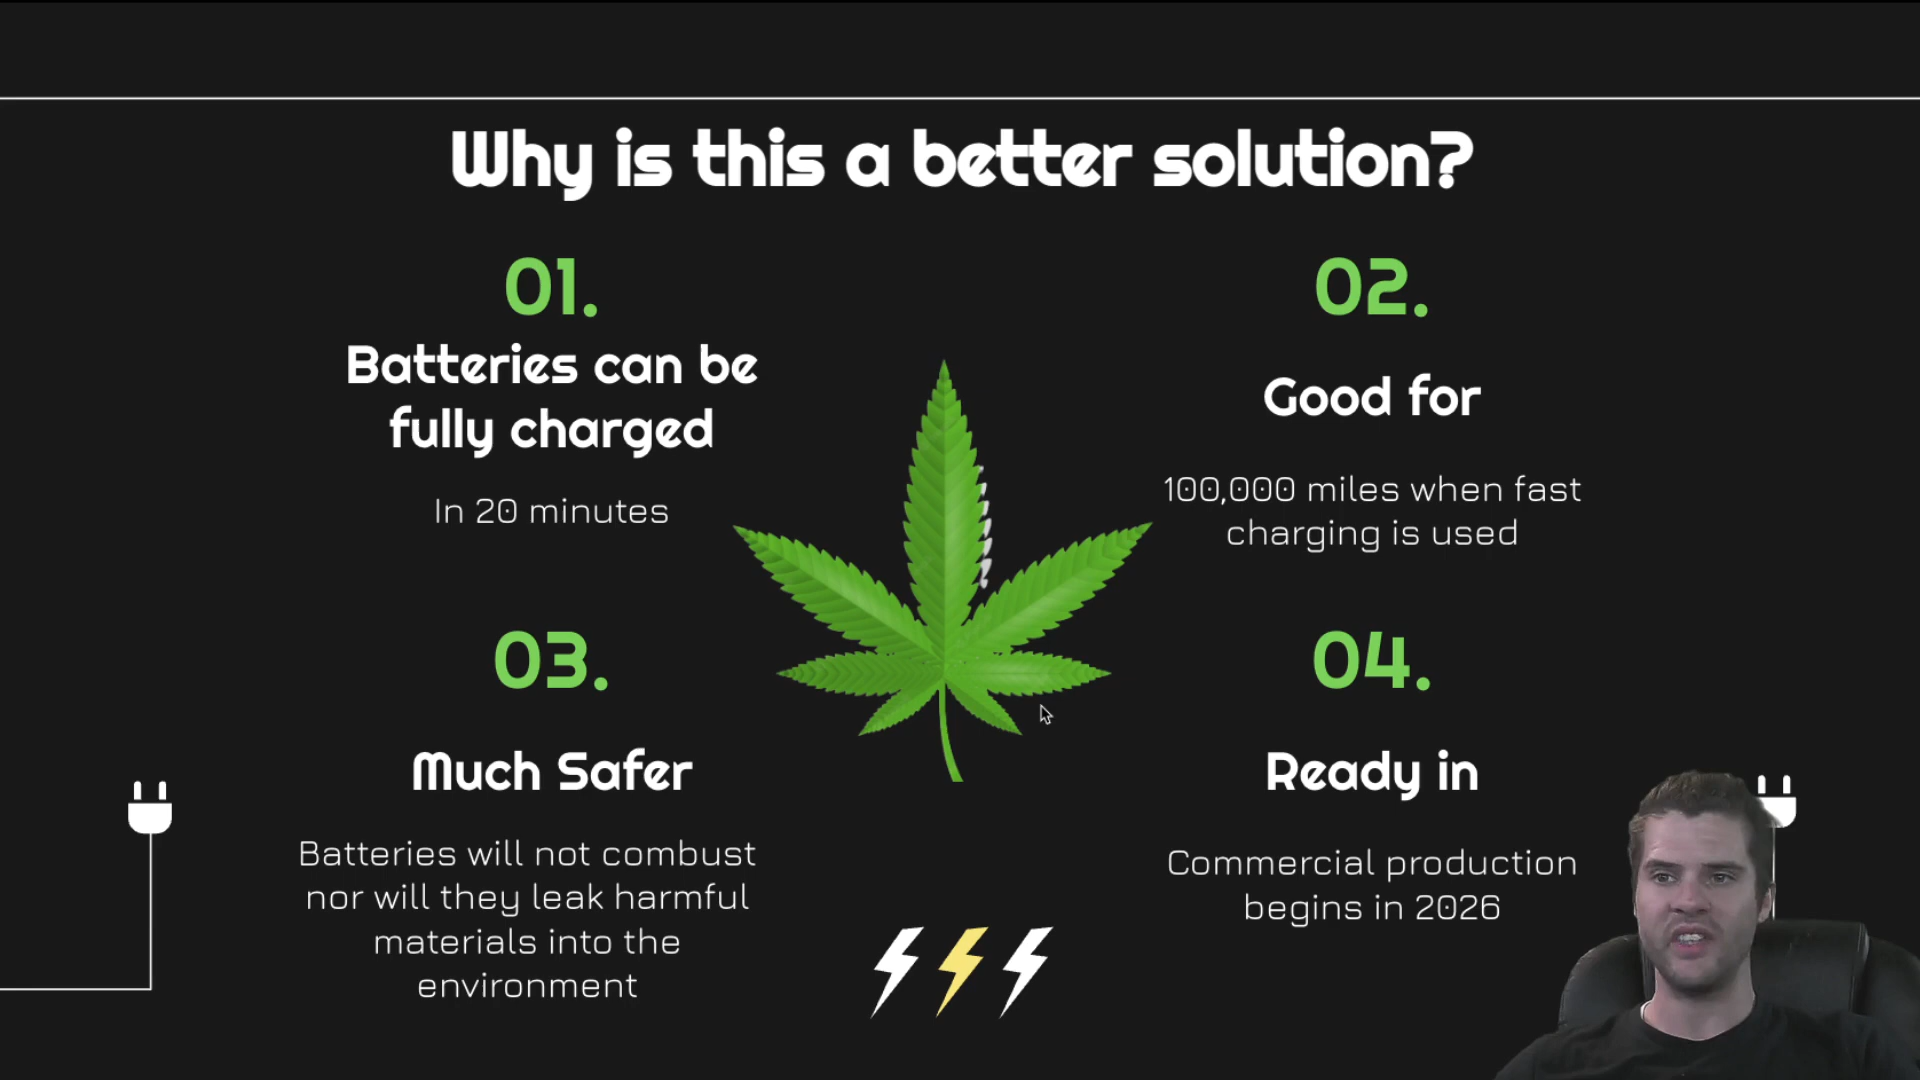 Why is this a better solution?
01.
Batteries can be
fully charged
In 20 minutes
02.
Good for
100,000 miles when fast
charging is used
03.
Much Safer
Batteries will not combust
nor will they leak harmful
materials into the
environment
04.
Ready in
Commercial production
begins in 2026